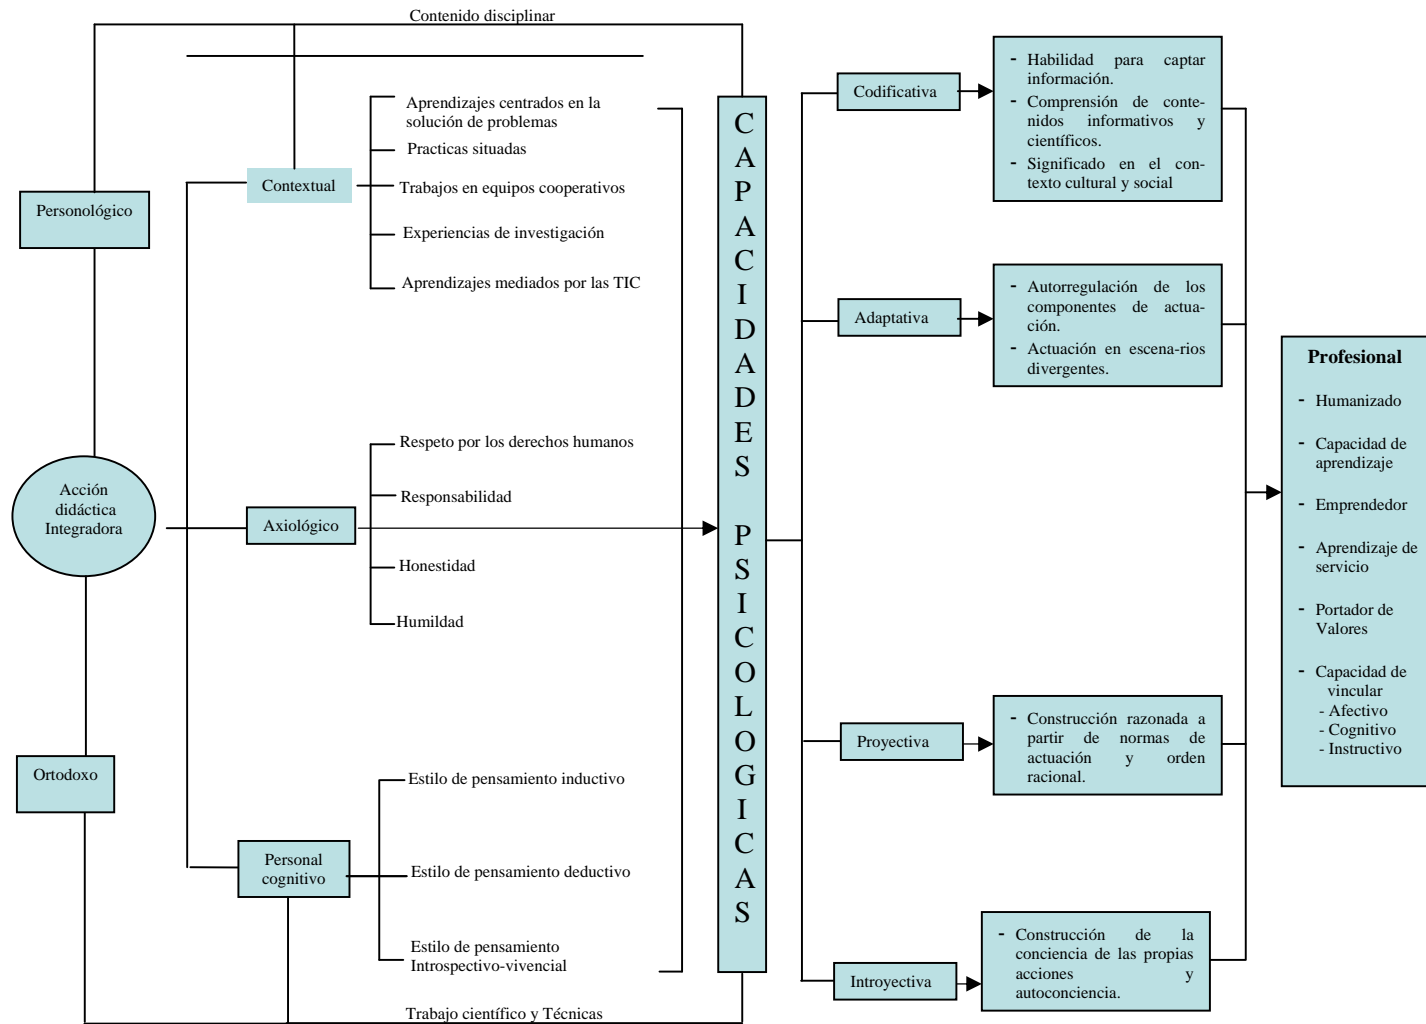 Contenido disciplinar
Personológico
Acción
didáctica
Integradora
Ortodoxo
Contextual
Aprendizajes centrados en la
solución de problemas
Practicas situadas
Trabajos en equipos cooperativos
Experiencias de investigación
Aprendizajes mediados por las TIC
Axiológico
Respeto por los derechos humanos
Responsabilidad
Honestidad
Humildad
Personal
cognitivo
Estilo de pensamiento inductivo
Estilo de pensamiento deductivo
Estilo de pensamiento
Introspectivo-vivencial
Trabajo científico y Técnicas
CAPACIDADES PSICOLOGICAS
Codificativa
- Habilidad para captar
información.
- Comprensión de conte-
nidos informativos y
científicos.
- Significado en el con-
texto cultural y social
Adaptativa
- Autorregulación de los
componentes de actua-
ción.
- Actuación en escena-rios
divergentes.
Proyectiva
- Construcción razonada a
partir de normas de
actuación y orden
racional.
Introyectiva
- Construcción de la
conciencia de las propias
acciones y
autoconciencia.
Profesional
- Humanizado
- Capacidad de
aprendizaje
- Emprendedor
- Aprendizaje de
servicio
- Portador de
Valores
- Capacidad de
vincular
- Afectivo
- Cognitivo
- Instructivo